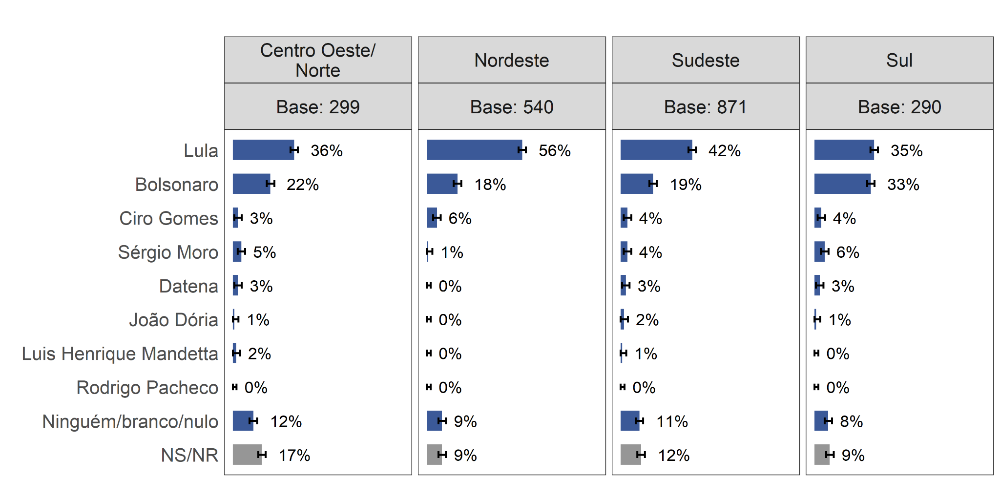 Centro Oeste/
Norte
Nordeste
Sudeste
Sul
Base: 299
Base: 540
Base: 871
Base: 290
Lula 36% 56% 42% 35%
Bolsonaro 22% 18% 19% 33%
Ciro Gomes 3% 6% 4% 4%
Sérgio Moro 5% 1% 4% 6%
Datena 3% 0% 3% 3%
João Dória 1% 0% 2% 1%
Luis Henrique Mandetta 2% 0% 1% 0%
Rodrigo Pacheco 0% 0% 0% 0%
Ninguém/branco/nulo 12% 9% 11% 8%
NS/NR 17% 9% 12% 9%